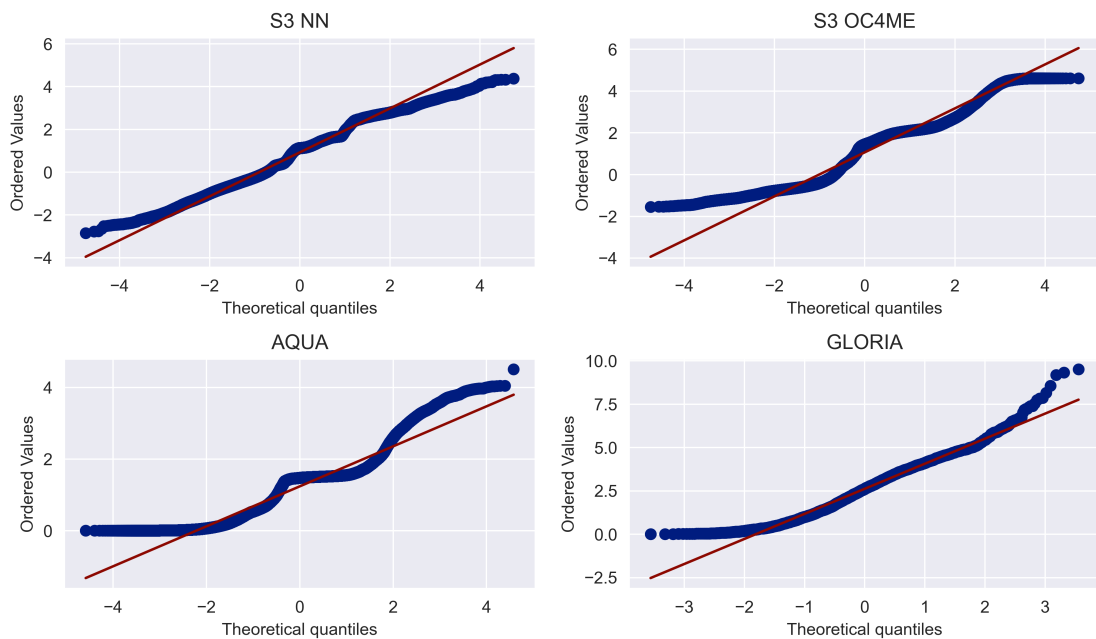 S3 NN
6
4
2
0
−2
−4
Ordered Values
−4 −2 0 2 4
Theoretical quantiles
S3 OC4ME
6
4
2
0
−2
−4
Ordered Values
−4 −2 0 2 4
Theoretical quantiles
AQUA
4
2
0
Ordered Values
−4 −2 0 2 4
Theoretical quantiles
GLORIA
10.0
7.5
5.0
2.5
0.0
−2.5
Ordered Values
−3 −2 −1 0 1 2 3
Theoretical quantiles